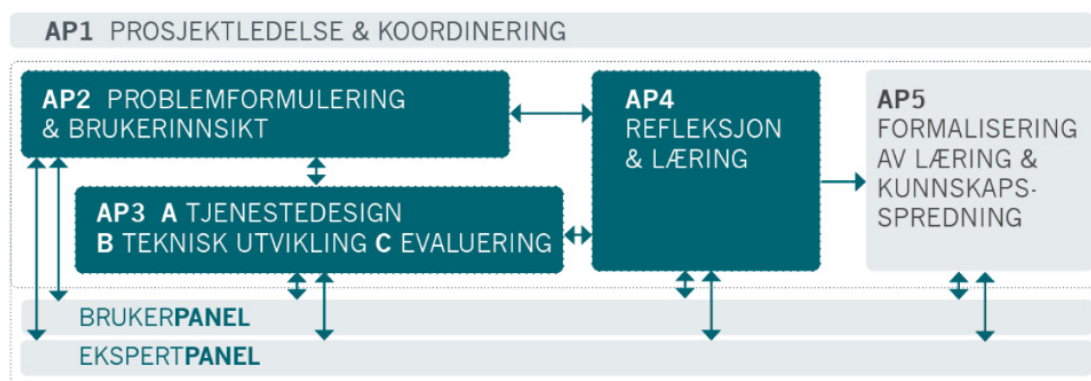 AP1 PROSJEKTLEDELSE & KOORDINERING
AP2 PROBLEMFORMULERING
& BRUKERINNSIKT
AP3 A TJENESTEDESIGN
B TEKNISK UTVIKLING C EVALUERING
AP4
REFLEKSJON
& LÆRING
AP5
FORMALISERING
AV LÆRING &
KUNNSKAPS-
SPREDNING
BRUKERPANEL
EKSPERTPANEL